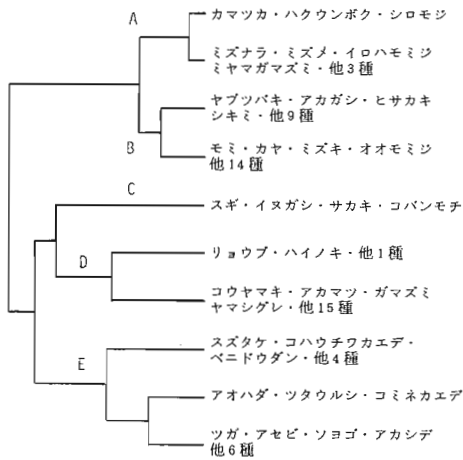 A
カマツカ・ハクウンボク・シロモジ
ミズナラ・ミズメ・イロハモミジ
ミヤマガマズミ・他3種
ヤブツバキ・アカガシ・ヒサカキ
シキミ・他9種
B
モミ・カヤ・ミズキ・オオモミジ
他14種
C
スギ・イヌガシ・サカキ・コバンモチ
D
リョウブ・ハイノキ・他1種
コウヤマキ・アカマツ・ガマズミ
ヤマシグレ・他15種
E
スズタケ・コハウチワカエデ・
ベニドウダン・他4種
アオハダ・ツタウルシ・コミネカエデ
ツガ・アセビ・ソヨゴ・アカシデ
他6種